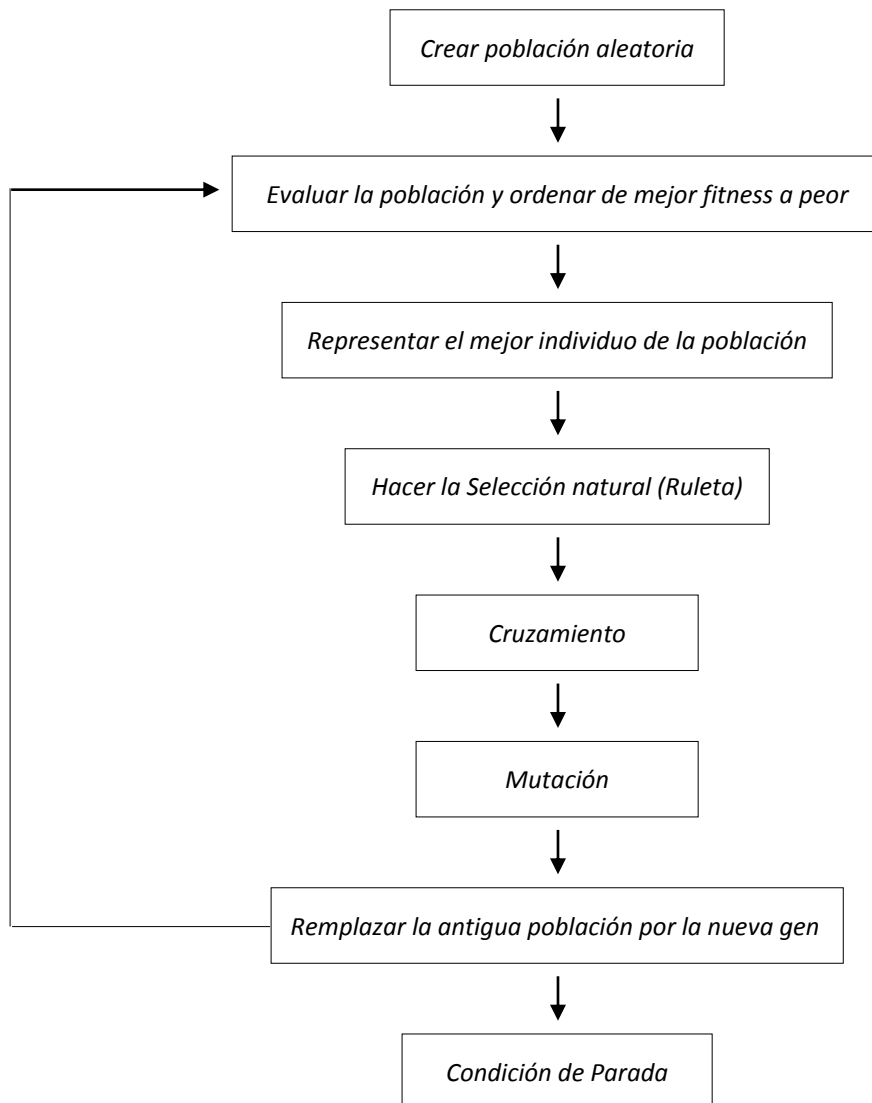 Crear población aleatoria
Evaluar la población y ordenar de mejor fitness a peor
Representar el mejor individuo de la población
Hacer la Selección natural (Ruleta)
Cruzamiento
Mutación
Remplazar la antigua población por la nueva gen
Condición de Parada